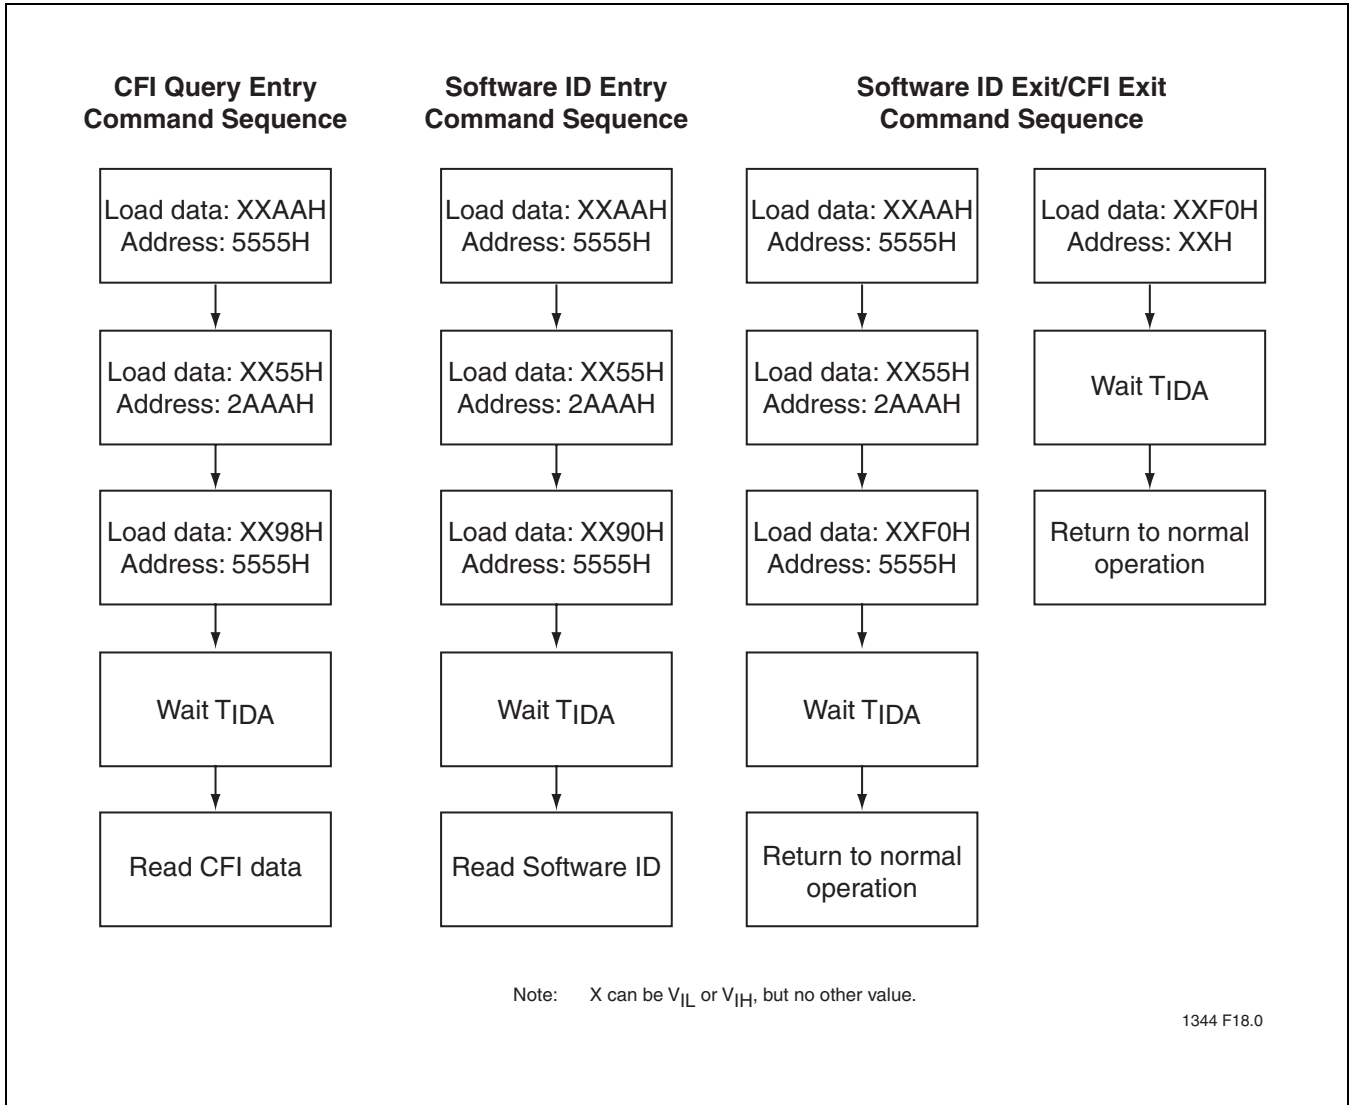 CFI Query Entry
Command Sequence
Load data: XXAAH
Address: 5555H
Load data: XX55H
Address: 2AAAH
Load data: XX98H
Address: 5555H
Wait TIDA
Read CFI data
Software ID Entry
Command Sequence
Load data: XXAAH
Address: 5555H
Load data: XX55H
Address: 2AAAH
Load data: XX90H
Address: 5555H
Wait TIDA
Read Software ID
Software ID Exit/CFI Exit
Command Sequence
Load data: XXAAH
Address: 5555H
Load data: XX55H
Address: 2AAAH
Load data: XXF0H
Address: 5555H
Wait TIDA
Return to normal
operation
Load data: XXF0H
Address: XXH
Wait TIDA
Return to normal
operation
Note: X can be VIL or VIH, but no other value.
1344 F18.0